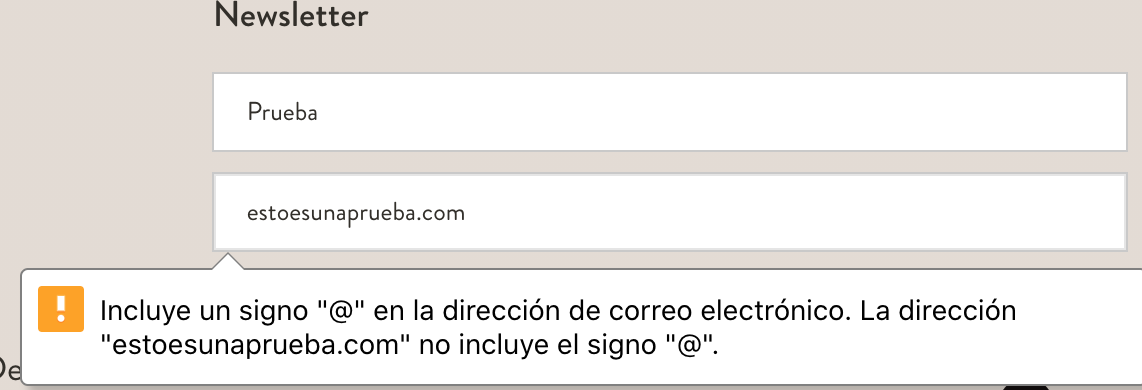 Newsletter
Prueba
estoesunaprueba.com
Incluye un signo "@" en la dirección de correo electrónico. La dirección
"estoesunaprueba.com" no incluye el signo "@".